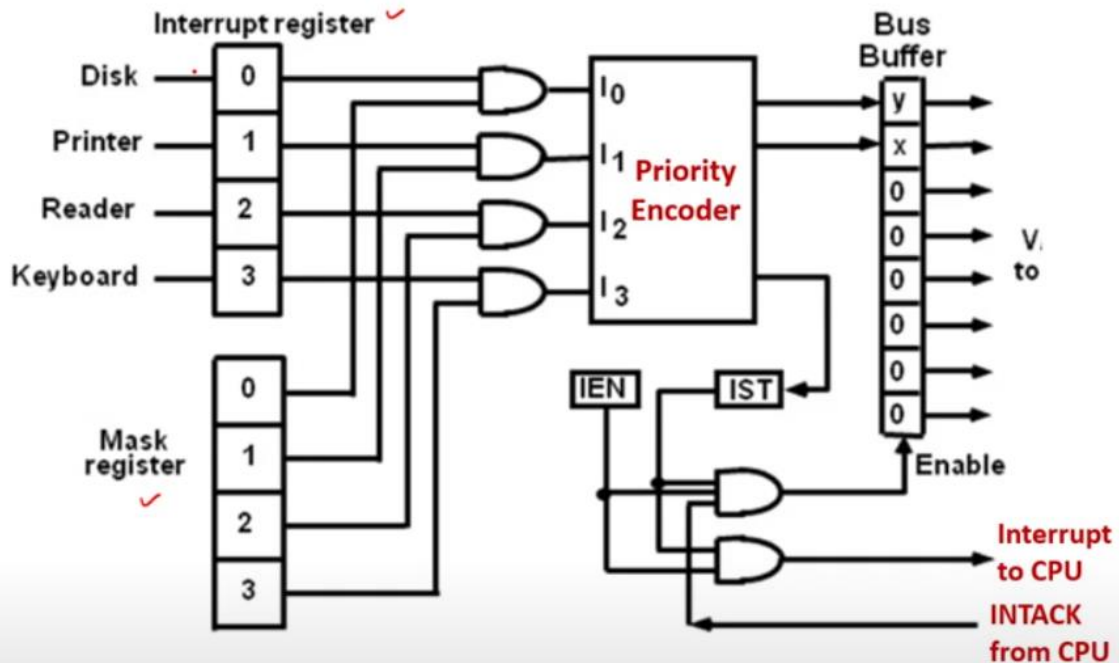 Interrupt register
Disk
0
Printer
1
Reader
2
Keyboard
3
Mask
register
0
1
2
3
I0
I1
I2
I3
Priority
Encoder
IEN
IST
Bus
Buffer
y
x
0
0
0
0
0
0
V
to
Enable
Interrupt
to CPU
INTACK
from CPU